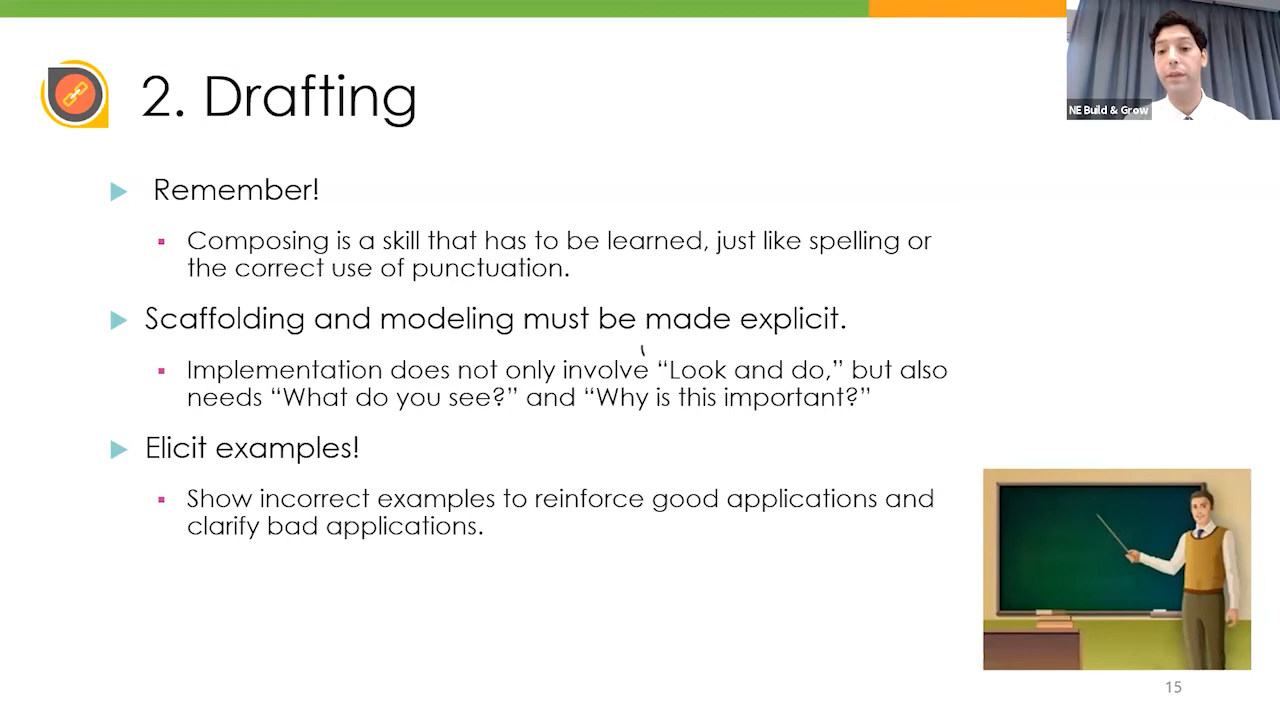 NE Build & Grow
2. Drafting
Remember!
Composing is a skill that has to be learned, just like spelling or
the correct use of punctuation.
Scaffolding and modeling must be made explicit.
Implementation does not only involve “Look and do,” but also
needs “What do you see?” and “Why is this important?”
Elicit examples!
Show incorrect examples to reinforce good applications and
clarify bad applications.
15